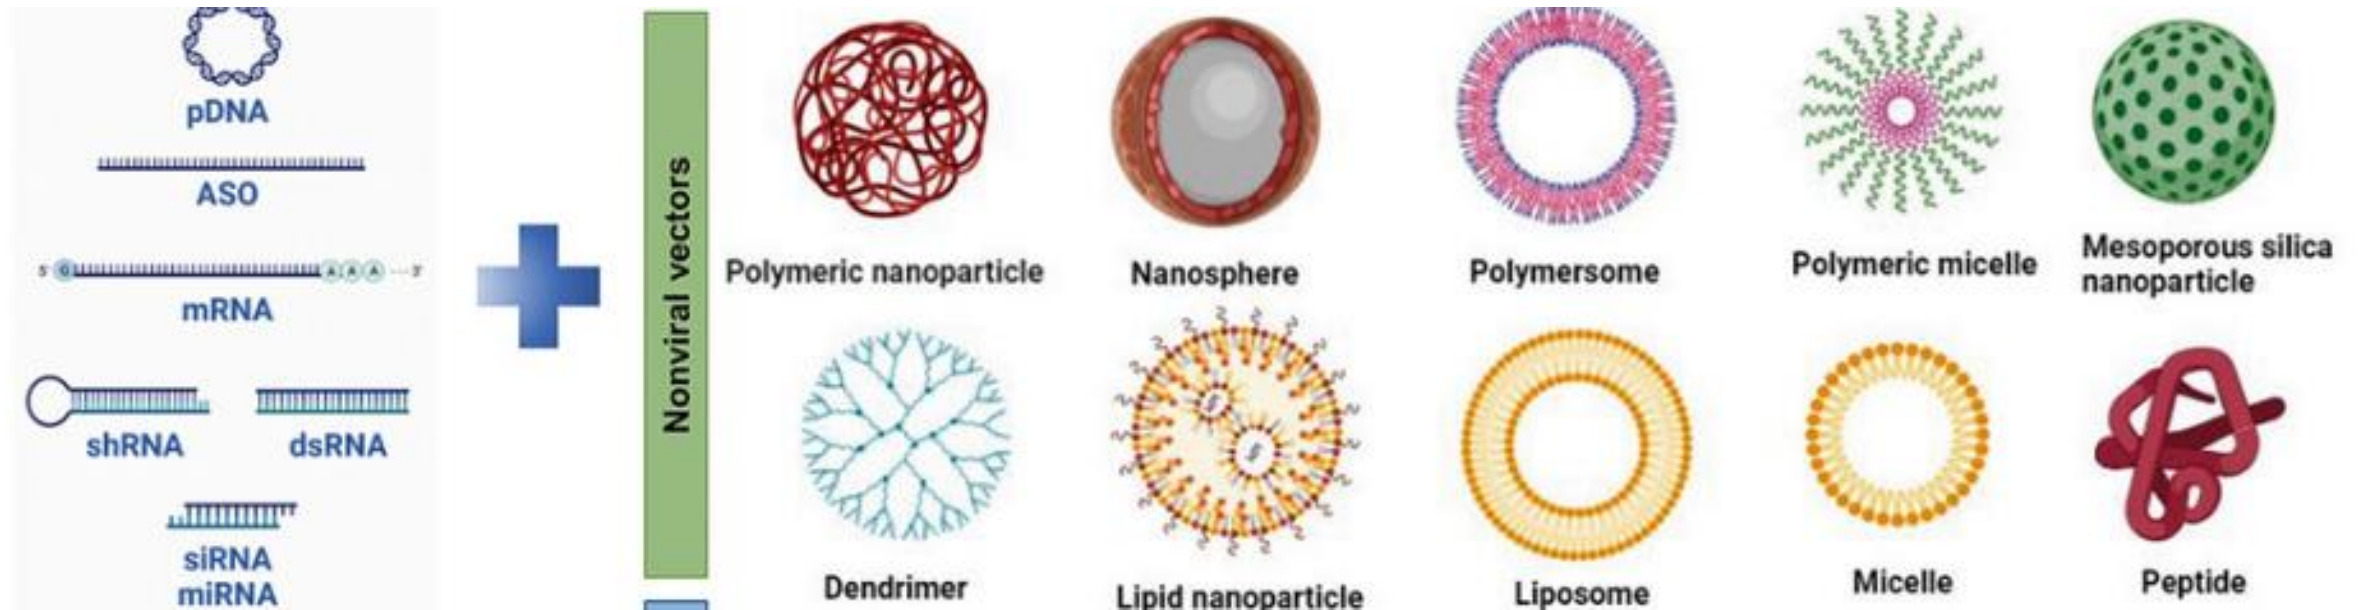 pDNA
ASO
5' G AAA 3'
mRNA
shRNA dsRNA
siRNA
miRNA
Nonviral vectors
Polymeric nanoparticle
Nanosphere
Polymersome
Polymeric micelle
Mesoporous silica
nanoparticle
Dendrimer
Lipid nanoparticle
Liposome
Micelle
Peptide